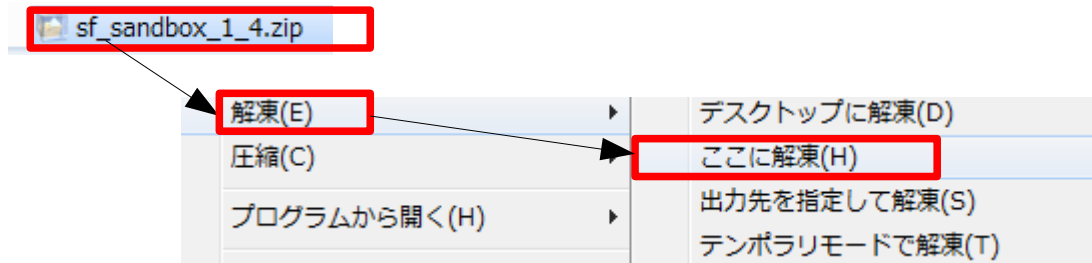 sf_sandbox_1_4.zip
解凍(E)
デスクトップに解凍(D)
圧縮(C)
ここに解凍(H)
プログラムから開く(H)
出力先を指定して解凍(S)
テンポラリモードで解凍(T)